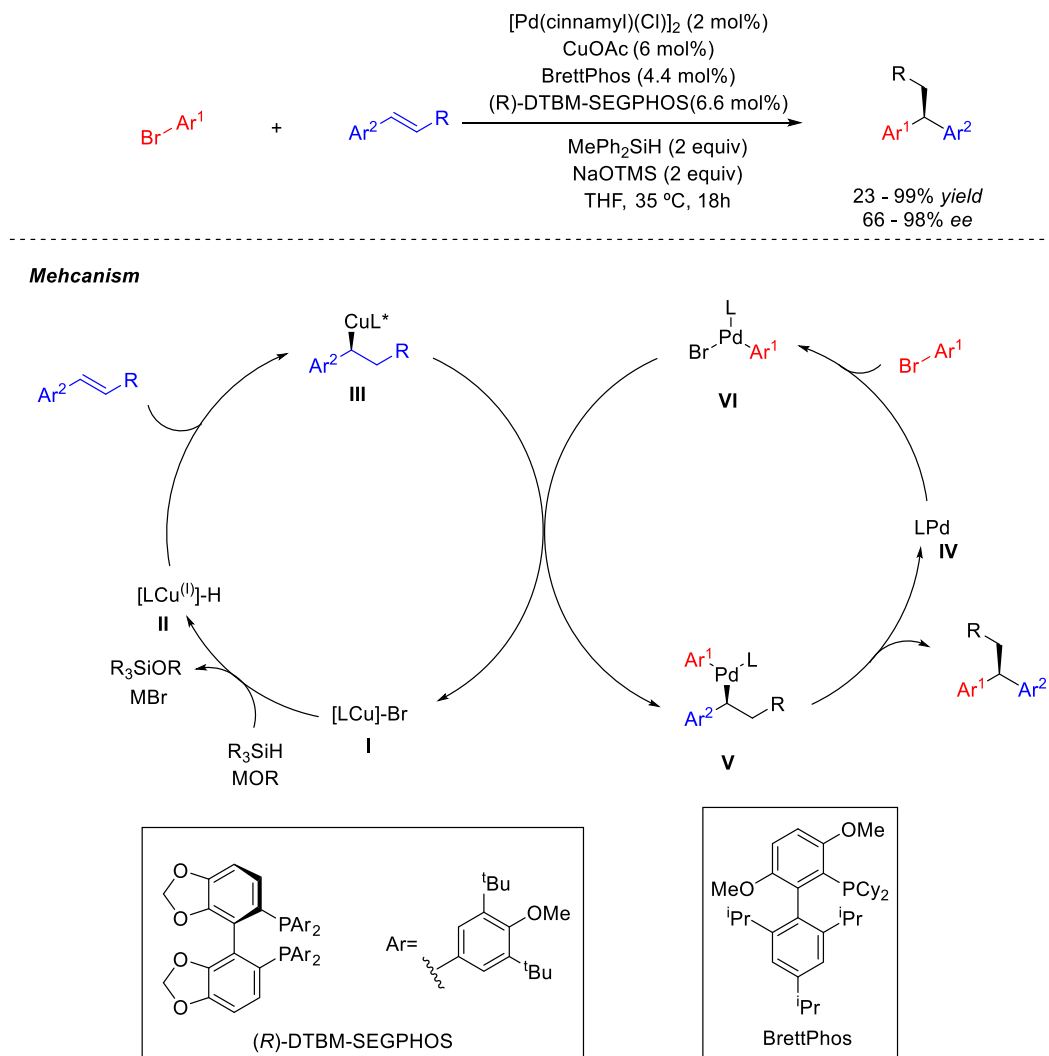 [Pd(cinnamyl)(Cl)]2 (2 mol%)
CuOAc (6 mol%)
BrettPhos (4.4 mol%)
(R)-DTBM-SEGPHOS(6.6 mol%)
Br Ar1
+
Ar2 R
MePh2SiH (2 equiv)
NaOTMS (2 equiv)
THF, 35 ºC, 18h
R
Ar1 Ar2
23 - 99% yield
66 - 98% ee
Mehcanism
CuL*
Ar2 R
III
L
Br Pd Ar1
VI
Br Ar1
Ar2 R
LPd
IV
[LCu(I)]-H
II
R3SiOR
MBr
[LCu]-Br
I
R3SiH
MOR
Ar1 Pd L
Ar2 R
V
R
Ar1 Ar2
O
O
PAr2
PAr2
O
O
Ar=
tBu
OMe
tBu
(R)-DTBM-SEGPHOS
OMe
MeO PCy2
iPr iPr
iPr
BrettPhos